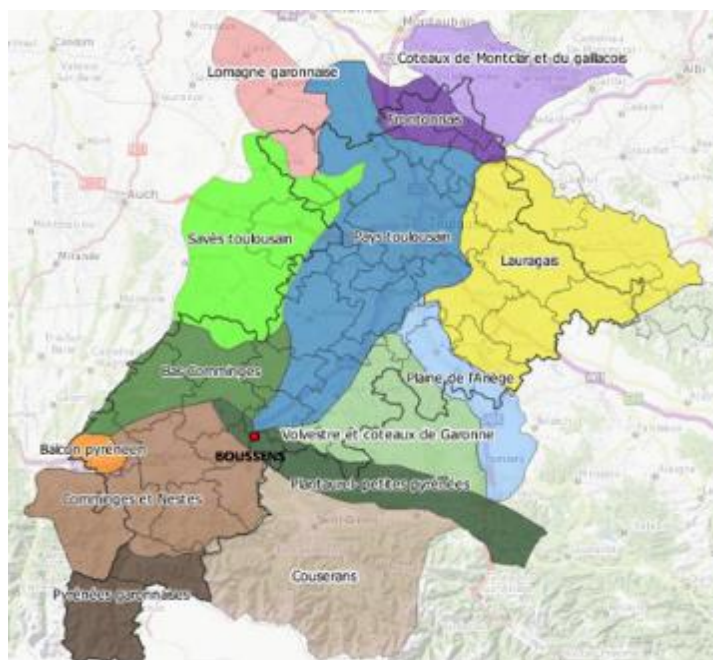 Montauban
Coteaux de Montclar et du gaillacois
Lomagne garonnaise
Albi
Frontonnais
Auch
Savès toulousain
Pays toulousain
Mirande
Lauragais
Bas-Comminges
Plaine de l'Ariège
Volvestre et coteaux de Garonne
Balcon pyrénéen
BOUSSENS
Plantaurel- petites pyrénées
Comminges et Nestes
Couserans
Pyrénées garonnaises